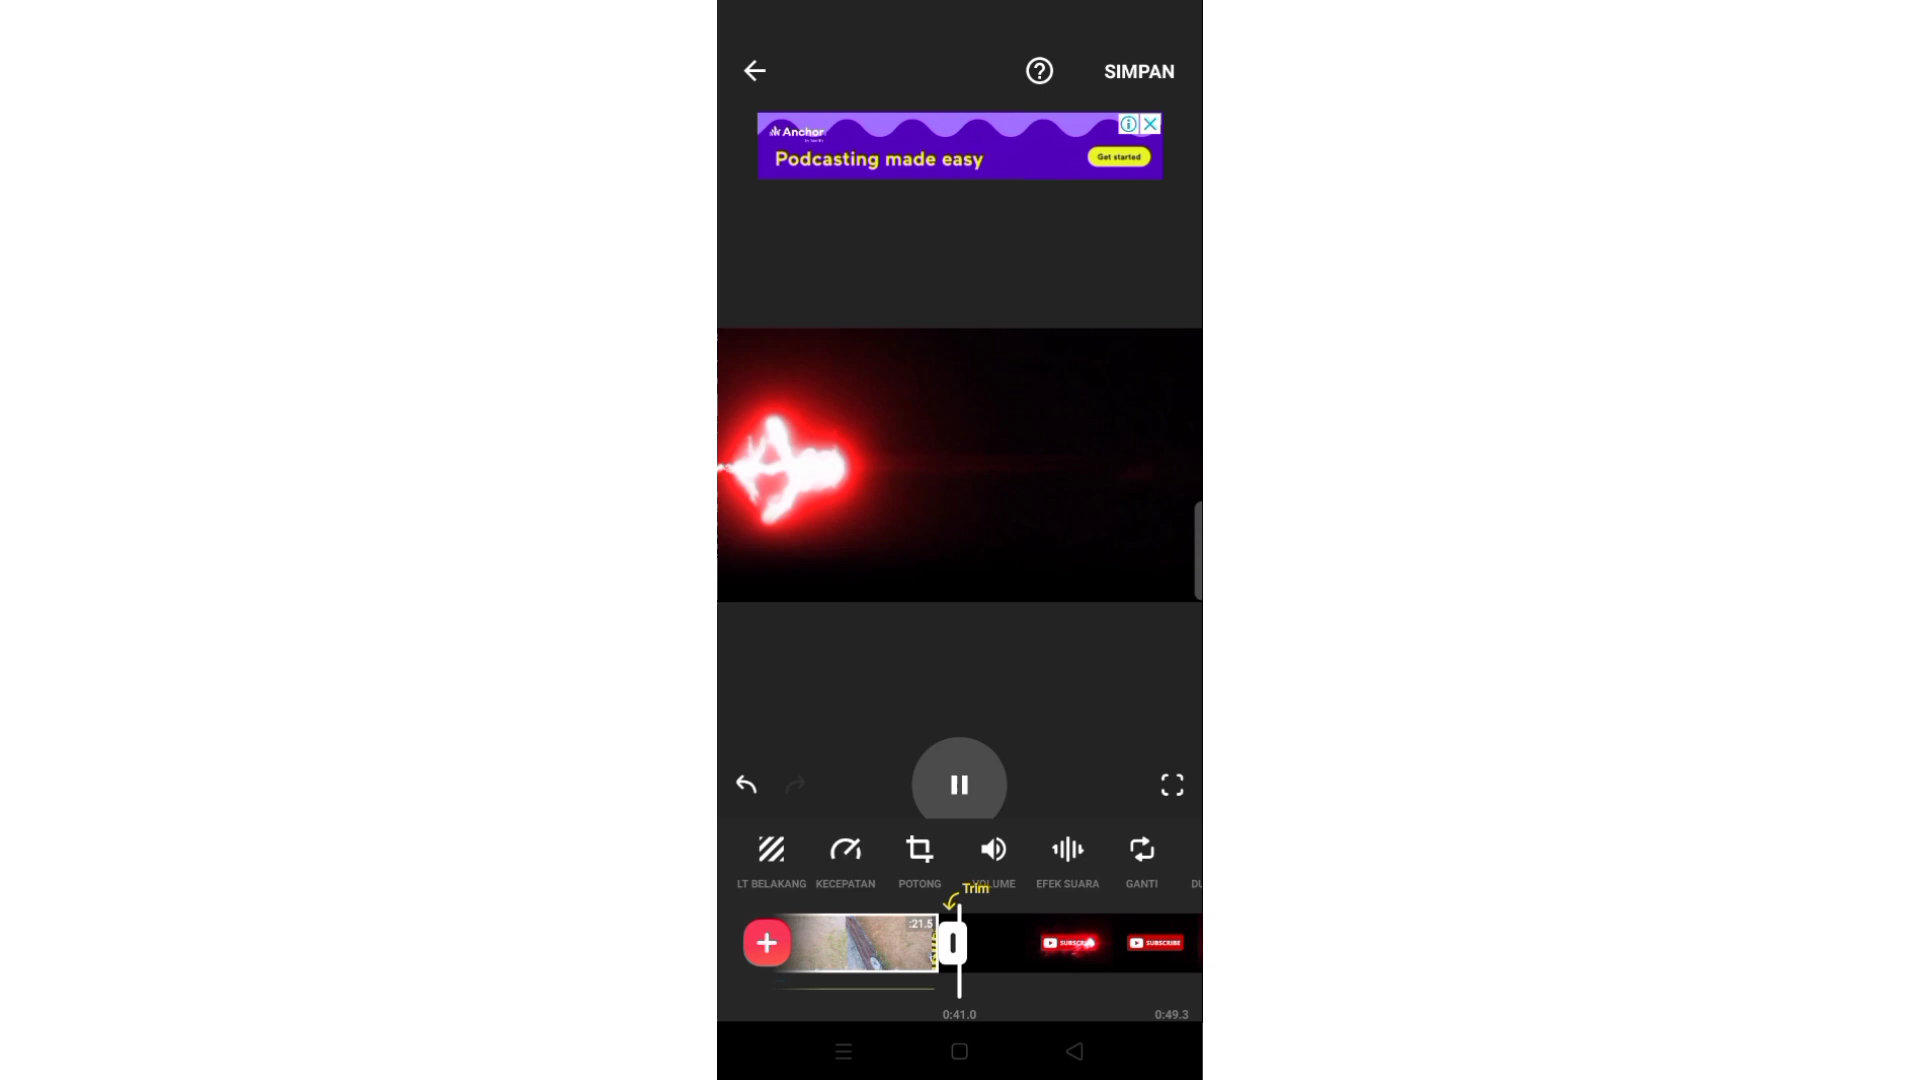 SIMPAN
Anchor
Podcasting made easy
Get started
LT BELAKANG KECEPATAN POTONG VOLUME EFEK SUARA GANTI DU
Trim
:21.5
SUBSCRIBE
0:41.0 0:49.3